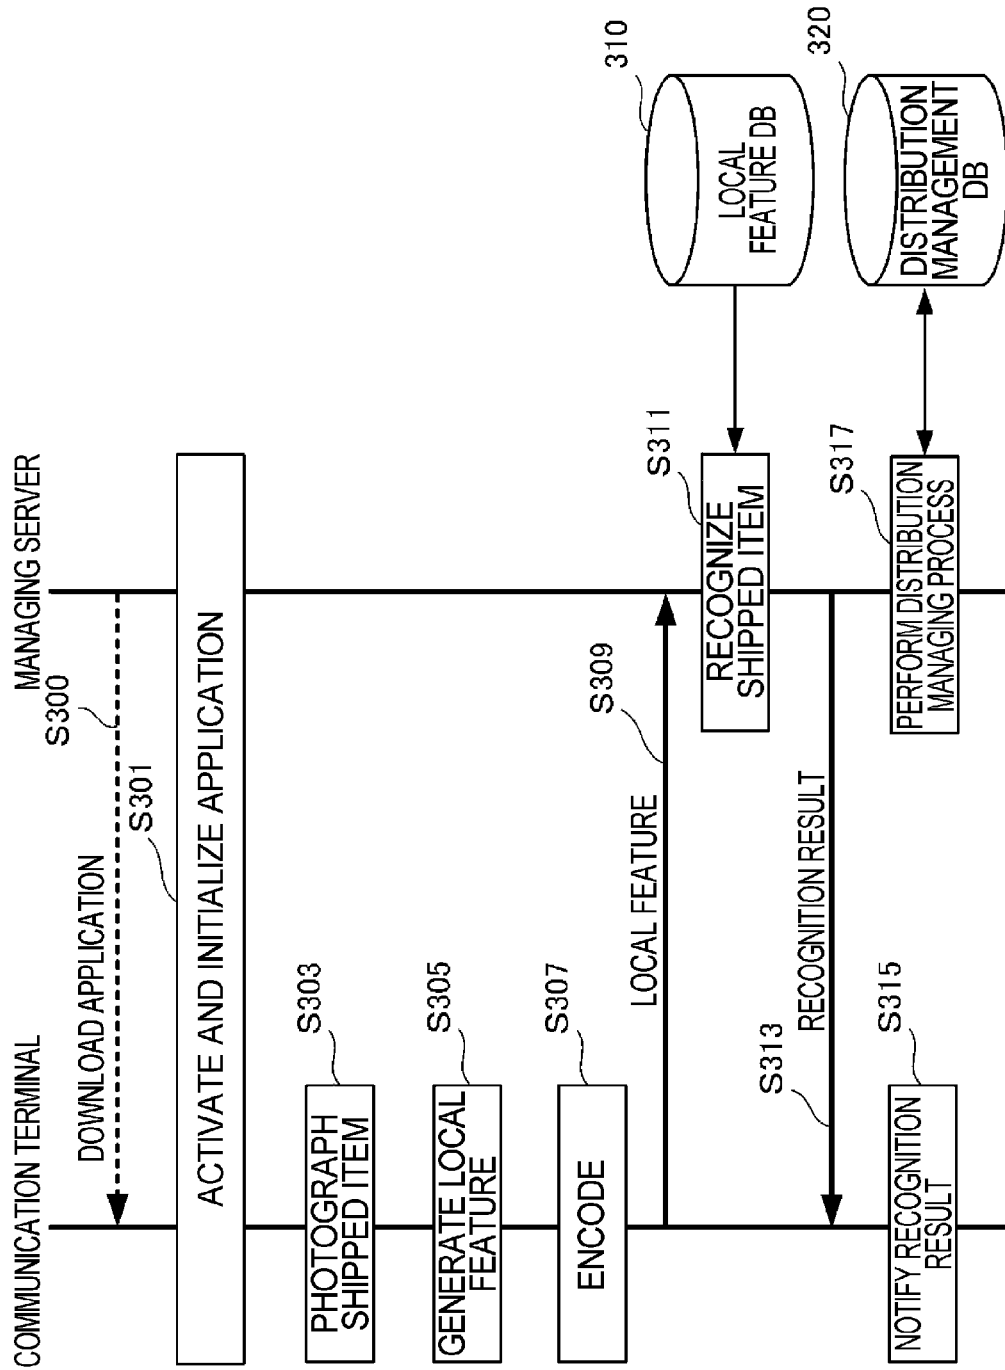 COMMUNICATION TERMINAL
MANAGING SERVER
DOWNLOAD APPLICATION
S300
S301
ACTIVATE AND INITIALIZE APPLICATION
S303
PHOTOGRAPH
SHIPPED ITEM
S305
GENERATE LOCAL
FEATURE
S307
ENCODE
LOCAL FEATURE
S309
S311
RECOGNIZE
SHIPPED ITEM
310
LOCAL
FEATURE DB
S313
RECOGNITION RESULT
S315
NOTIFY RECOGNITION
RESULT
S317
PERFORM DISTRIBUTION
MANAGING PROCESS
320
DISTRIBUTION
MANAGEMENT
DB